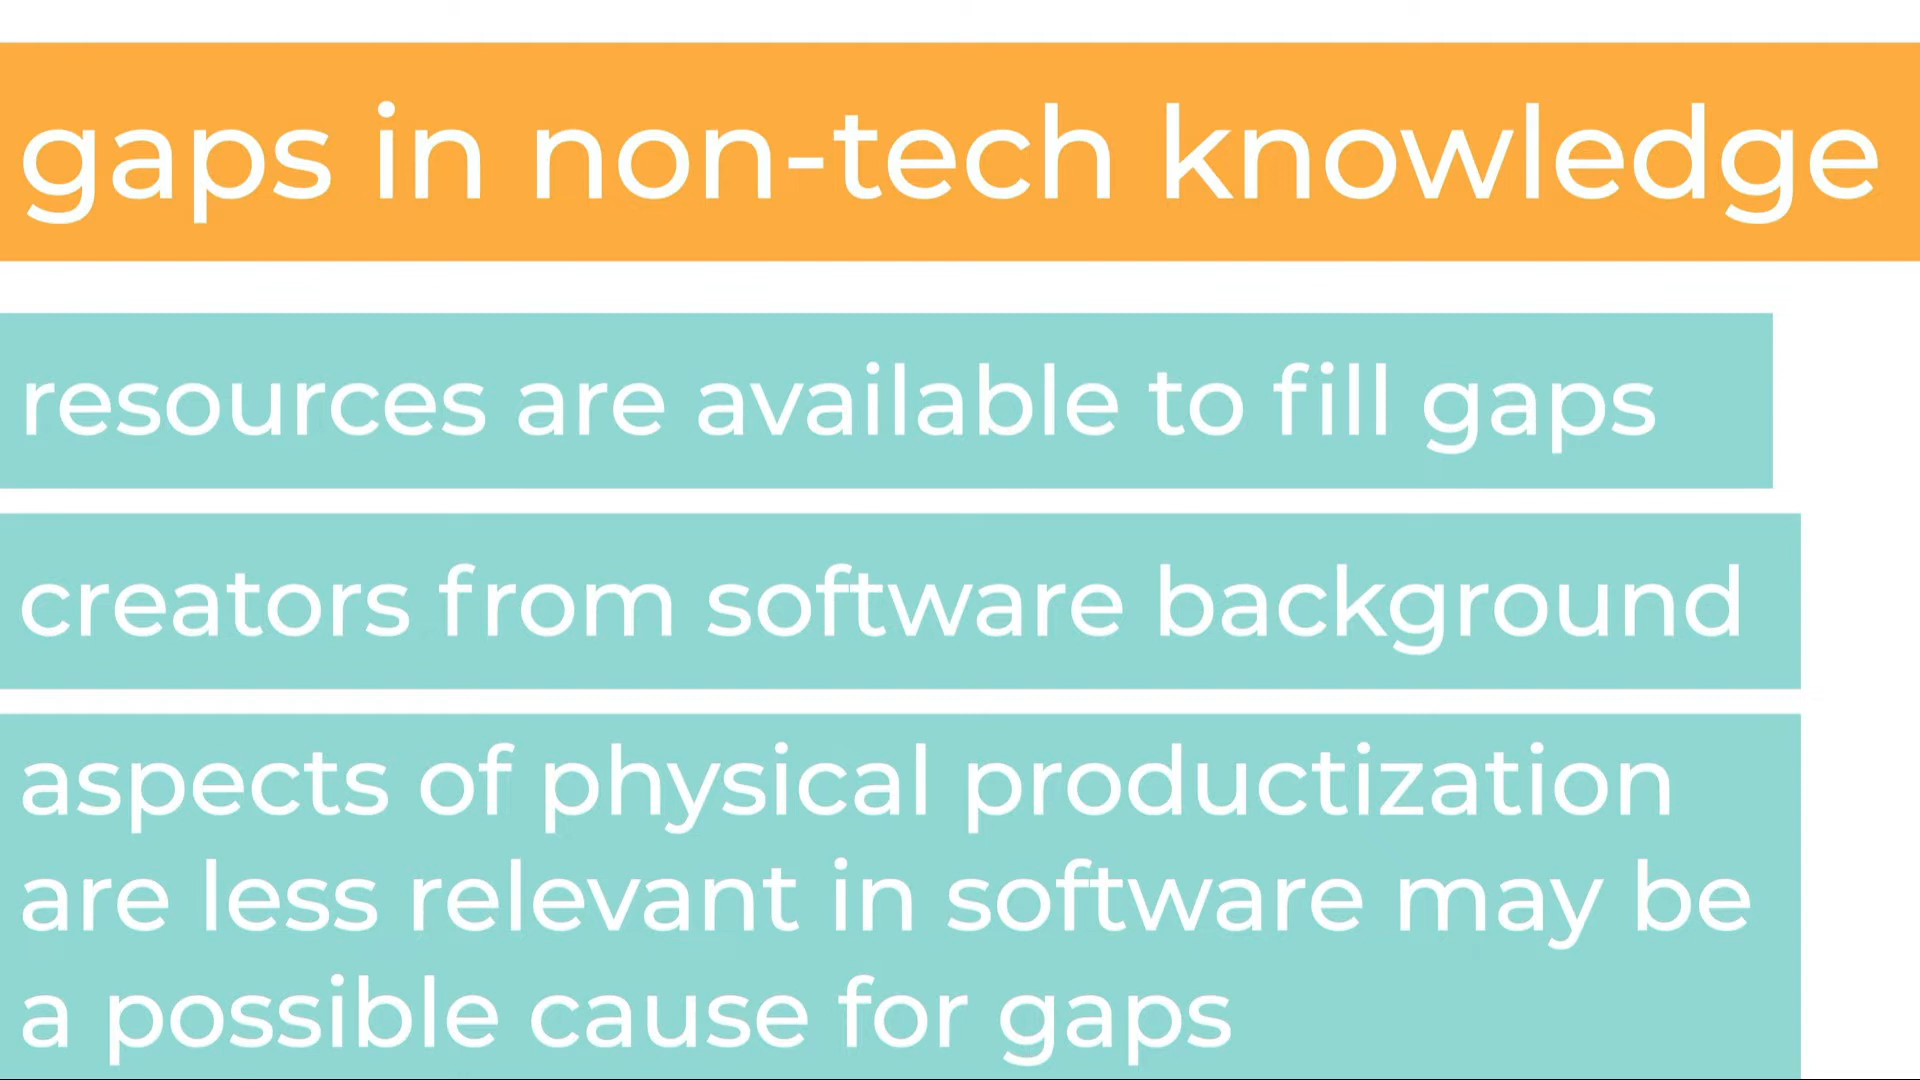 gaps in non-tech knowledge
resources are available to fill gaps
creators from software background
aspects of physical productization
are less relevant in software may be
a possible cause for gaps